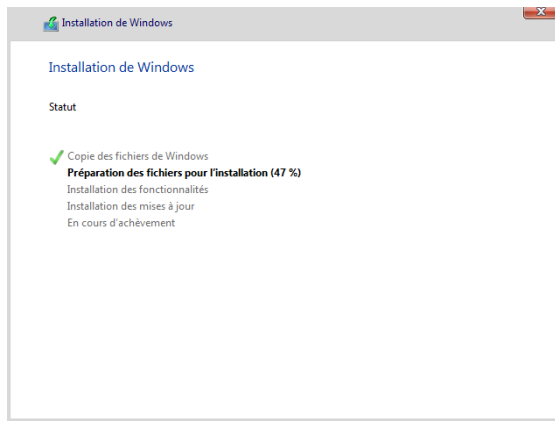 Installation de Windows
Installation de Windows
Statut
Copie des fichiers de Windows
Préparation des fichiers pour l'installation (47 %)
Installation des fonctionnalités
Installation des mises à jour
En cours d'achèvement